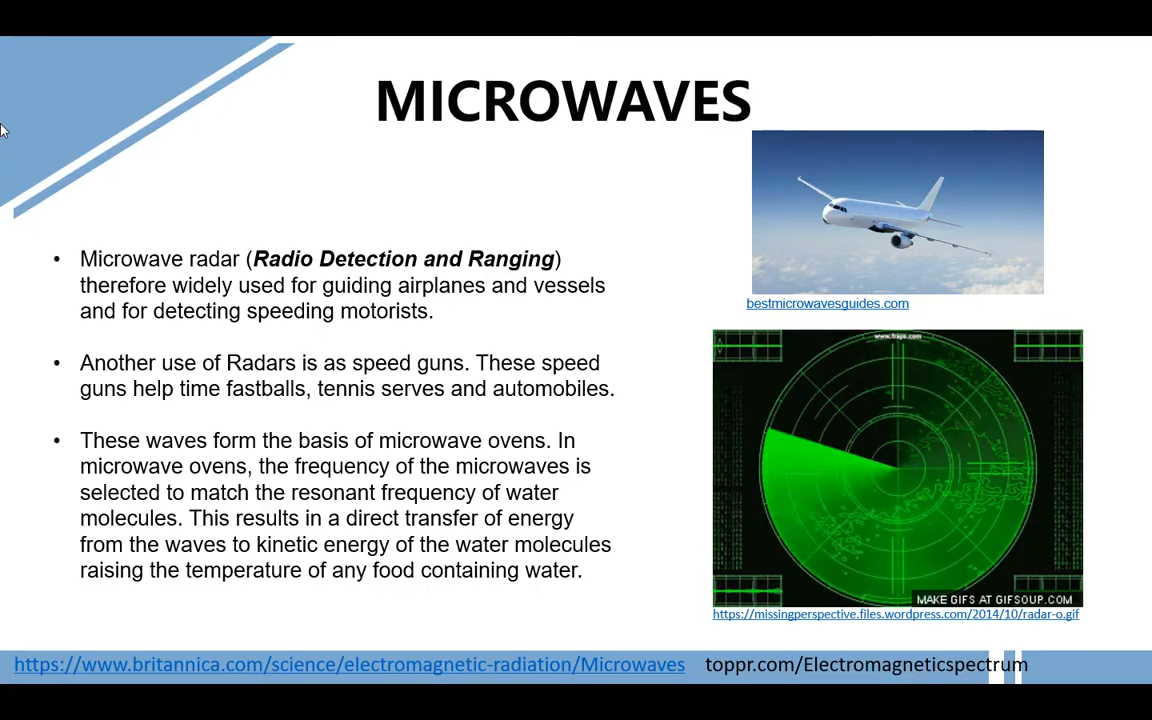 MICROWAVES
• Microwave radar (Radio Detection and Ranging)
therefore widely used for guiding airplanes and vessels
and for detecting speeding motorists.
• Another use of Radars is as speed guns. These speed
guns help time fastballs, tennis serves and automobiles.
• These waves form the basis of microwave ovens. In
microwave ovens, the frequency of the microwaves is
selected to match the resonant frequency of water
molecules. This results in a direct transfer of energy
from the waves to kinetic energy of the water molecules
raising the temperature of any food containing water.
bestmicrowavesguides.com
www.fraps.com
MAKE GIFS AT GIFSOUP.COM
https://missingperspective.files.wordpress.com/2014/10/radar-o.gif
https://www.britannica.com/science/electromagnetic-radiation/Microwaves toppr.com/Electromagneticspectrum